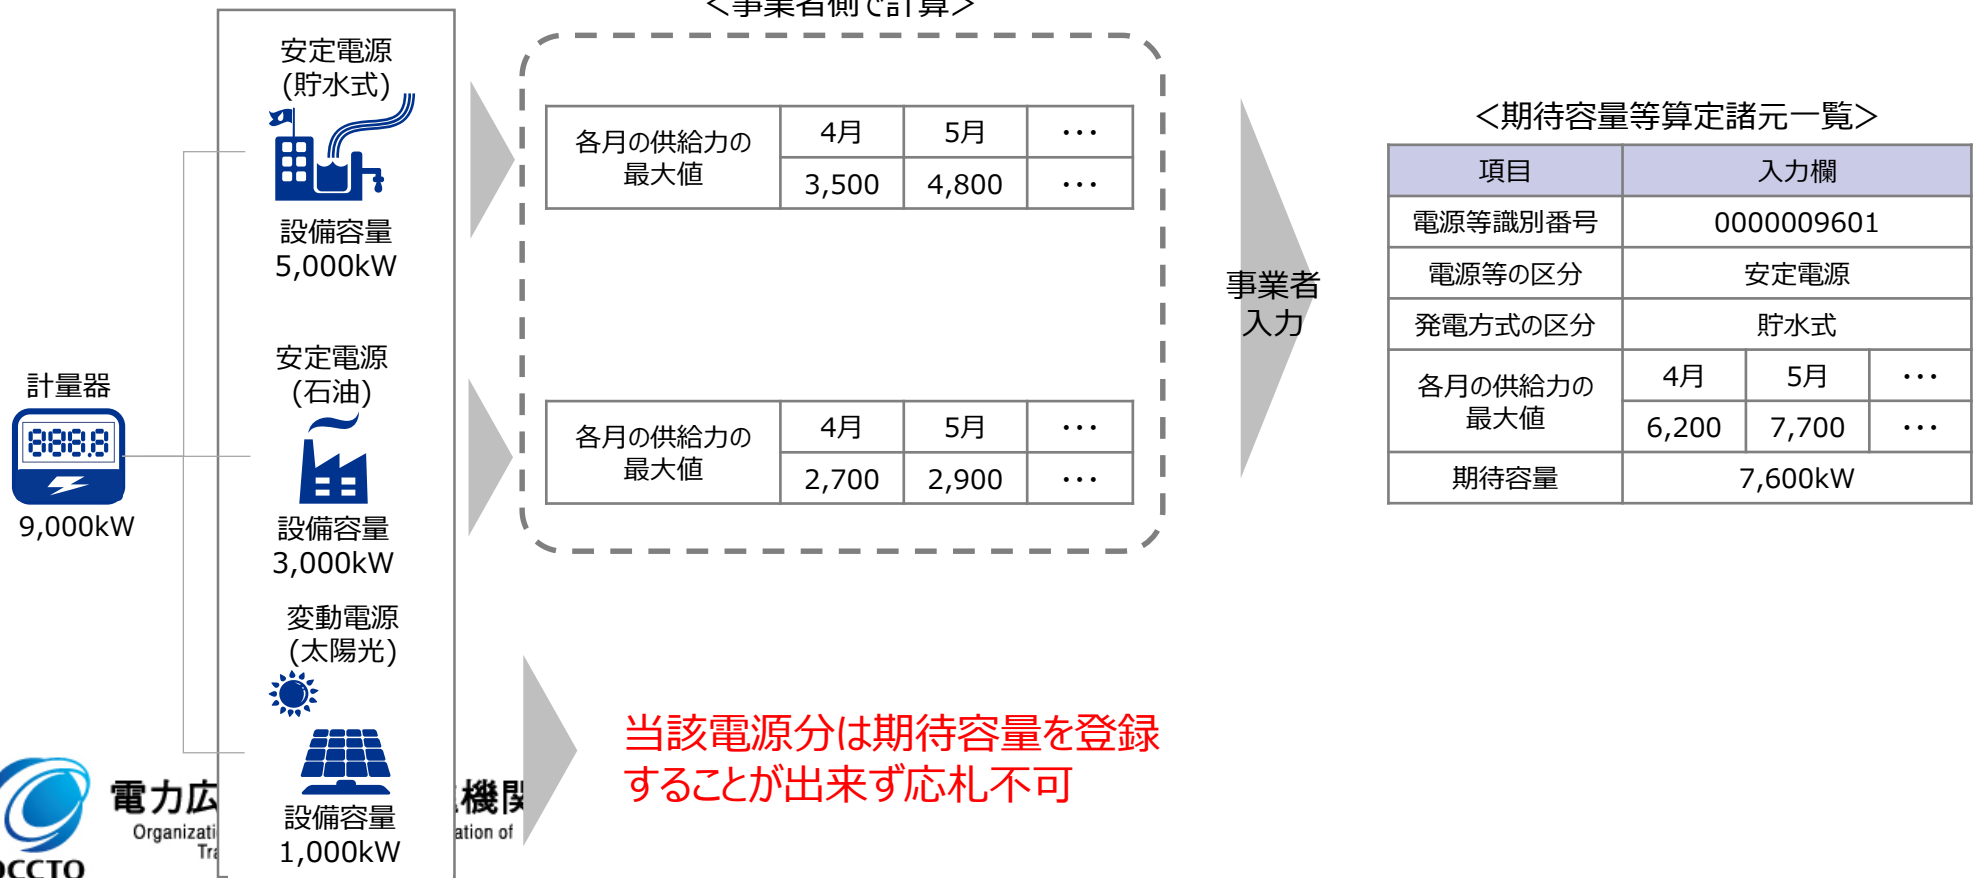 ＜事業者側で計算＞
安定電源
(貯水式)
設備容量
5,000kW
各月の供給力の
最大値
4月 5月 ・・・
3,500 4,800 ・・・
安定電源
(石油)
設備容量
3,000kW
各月の供給力の
最大値
4月 5月 ・・・
2,700 2,900 ・・・
計量器
8888
9,000kW
変動電源
(太陽光)
設備容量
1,000kW
当該電源分は期待容量を登録
することが出来ず応札不可
事業者
入力
＜期待容量等算定諸元一覧＞
項目 入力欄
電源等識別番号 0000009601
電源等の区分 安定電源
発電方式の区分 貯水式
各月の供給力の
最大値
4月 5月 ・・・
6,200 7,700 ・・・
期待容量 7,600kW
電力広 機関
ation of
OCCTO